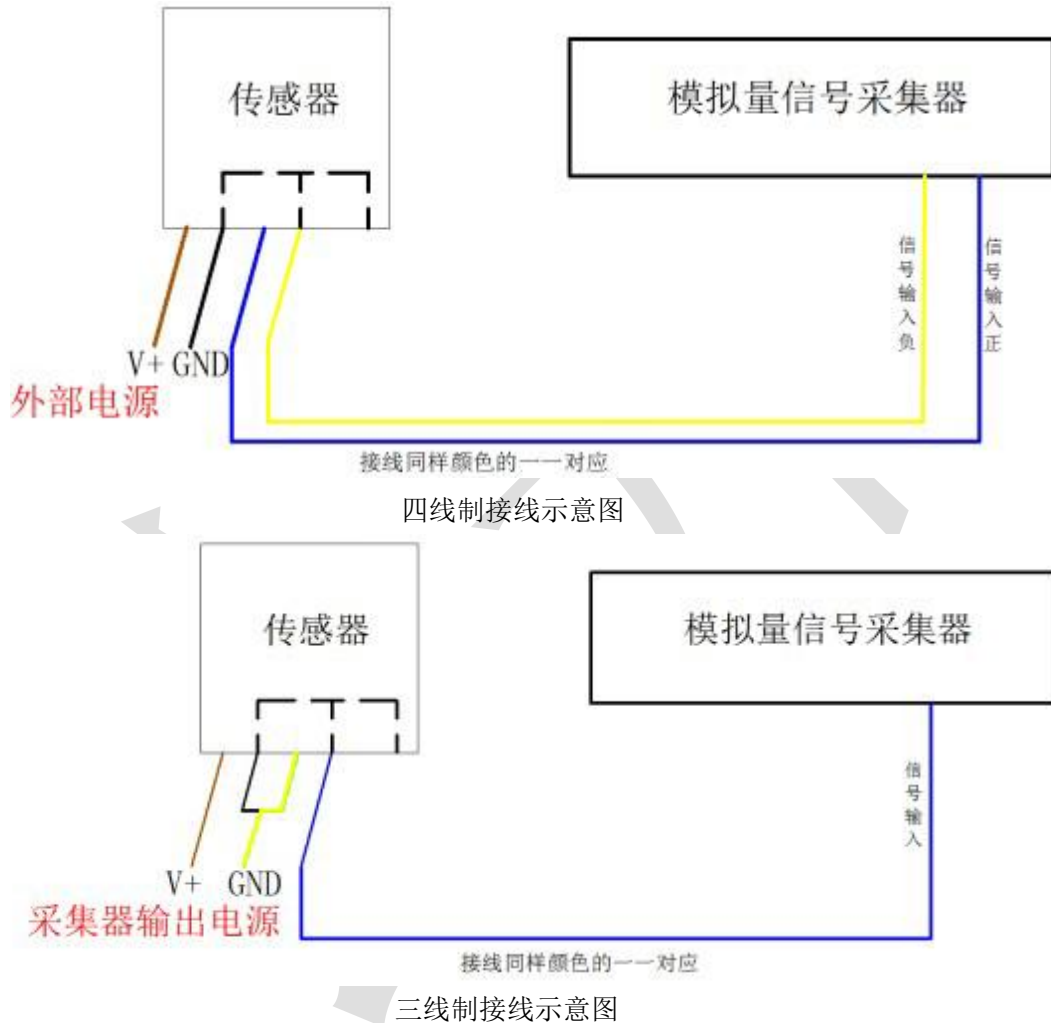 传感器
模拟量信号采集器
信号输入负
信号输入正
V+ GND
外部电源
接线同样颜色的一一对应
四线制接线示意图
传感器
模拟量信号采集器
信号输入
V+ GND
采集器输出电源
接线同样颜色的一一对应
三线制接线示意图